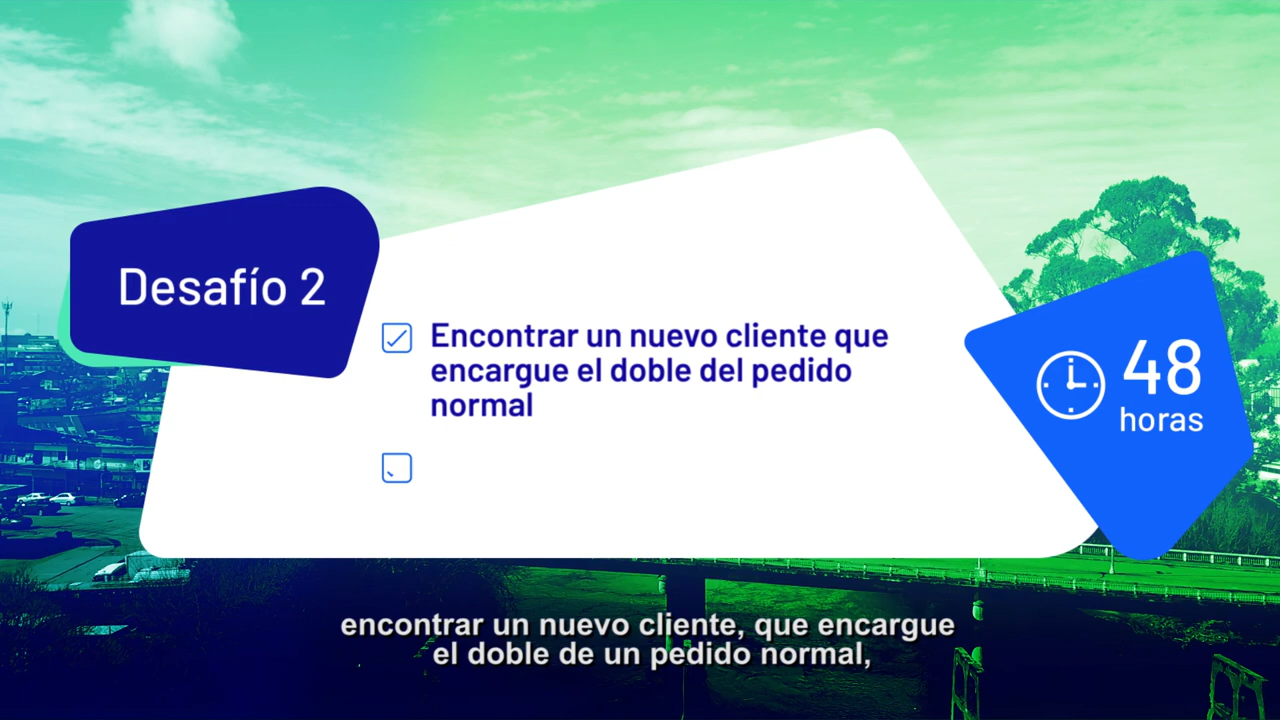 Desafío 2
Encontrar un nuevo cliente que
encargue el doble del pedido
normal
48
horas
encontrar un nuevo cliente, que encargue
el doble de un pedido normal,